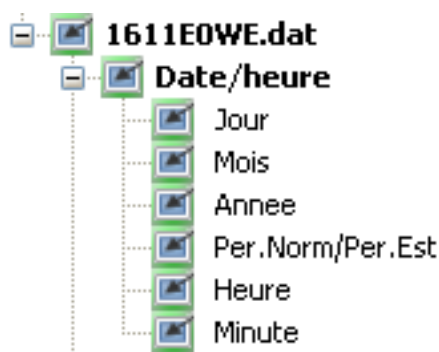 1611E0WE.dat
Date/heure
Jour
Mois
Annee
Per.Norm/Per.Est
Heure
Minute